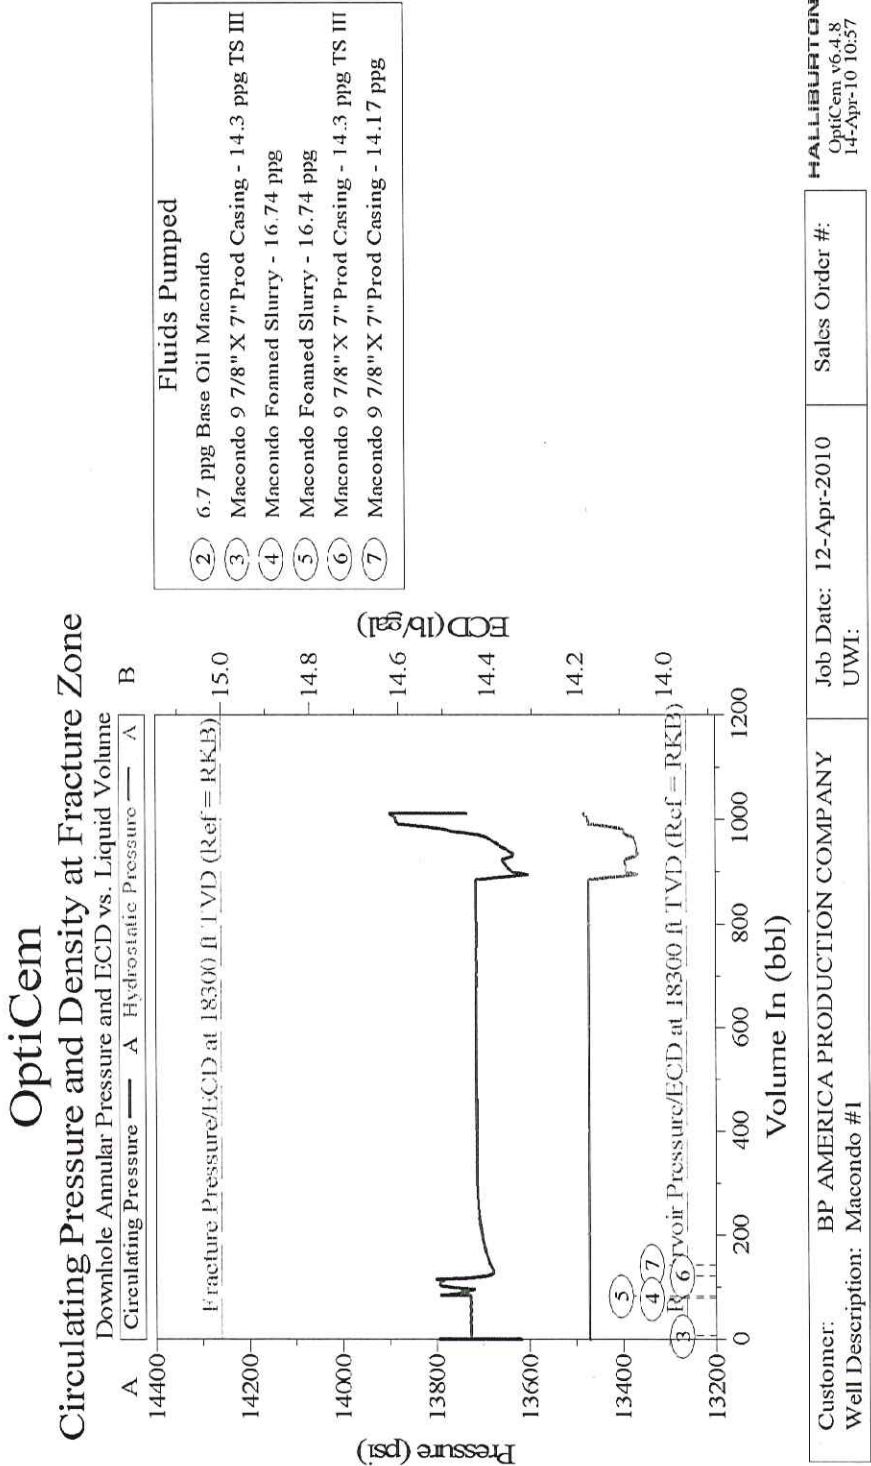 OptiCem
Circulating Pressure and Density at Fracture Zone
Downhole Annular Pressure and ECD vs. Liquid Volume
A
Circulating Pressure — A Hydrostatic Pressure — A
B
14400
14200
14000
13800
13600
13400
13200
Pressure (psi)
Fracture Pressure/ECD at 18300 ft TVD (Ref = RKB)
rvoir Pressure/ECD at 18300 ft TVD (Ref = RKB)
15.0
14.8
14.6
14.4
14.2
14.0
ECD (lb/gal)
3
5
4
7
6
0
200
400
600
800
1000
1200
Volume In (bbl)
Fluids Pumped
2 6.7 ppg Base Oil Macondo
3 Macondo 9 7/8" X 7" Prod Casing - 14.3 ppg TS III
4 Macondo Foamed Slurry - 16.74 ppg
5 Macondo Foamed Slurry - 16.74 ppg
6 Macondo 9 7/8" X 7" Prod Casing - 14.3 ppg TS III
7 Macondo 9 7/8" X 7" Prod Casing - 14.17 ppg
Customer: BP AMERICA PRODUCTION COMPANY
Well Description: Macondo #1
Job Date: 12-Apr-2010
UWI:
Sales Order #:
HALLIBURTON
OptiCem v6.4.8
14-Apr-10 10:57